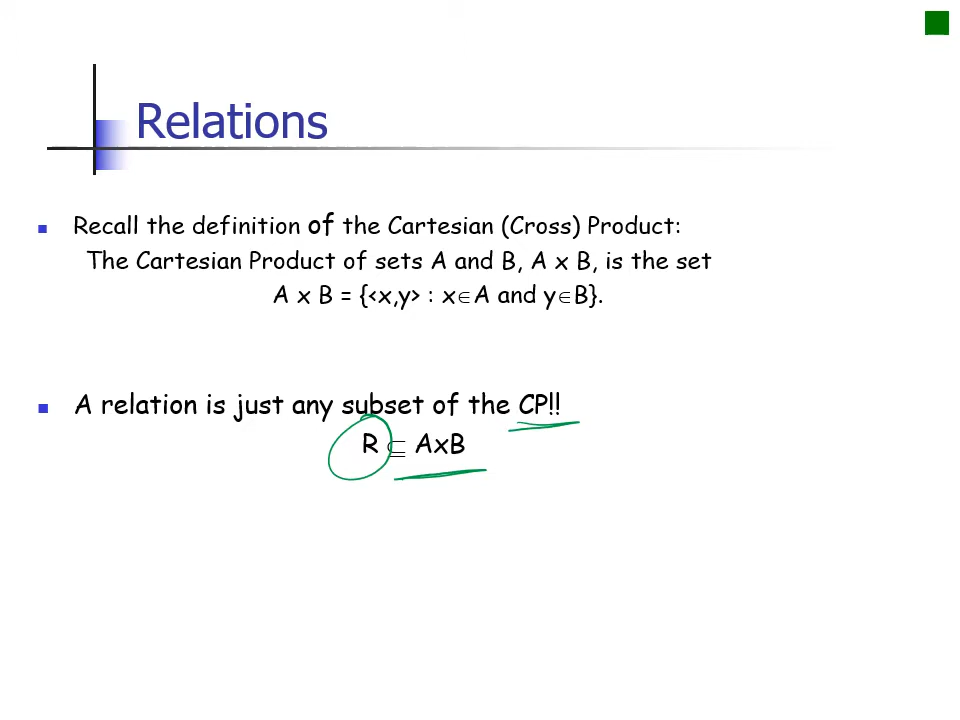 Relations
Recall the definition of the Cartesian (Cross) Product:
The Cartesian Product of sets A and B, A x B, is the set
A x B = {<x,y> : x∈A and y∈B}.
A relation is just any subset of the CP!!
R ⊆ AxB